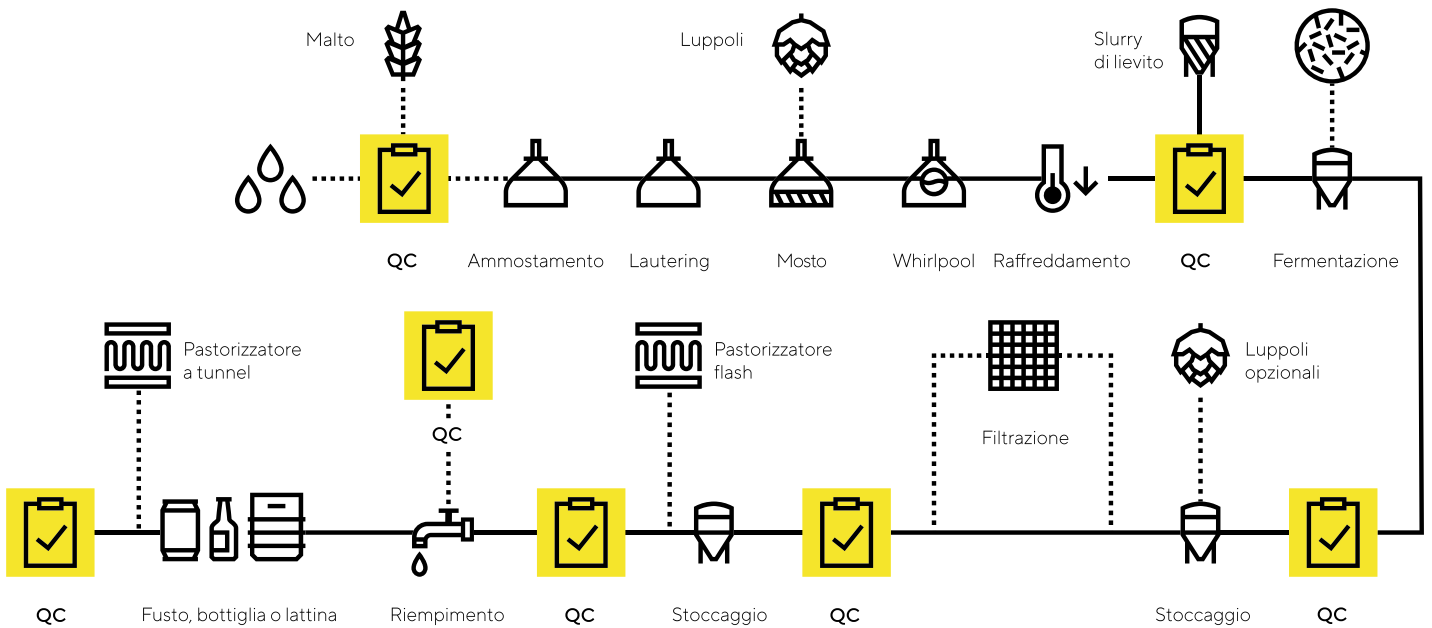 Malto
Luppoli
Slurry
di lievito
QC
Ammostamento
Lautering
Mosto
Whirlpool
Raffreddamento
QC
Fermentazione
Pastorizzatore
a tunnel
QC
Pastorizzatore
flash
Filtrazione
Luppoli
opzionali
QC
Fusto, bottiglia o lattina
Riempimento
QC
Stoccaggio
QC
Stoccaggio
QC